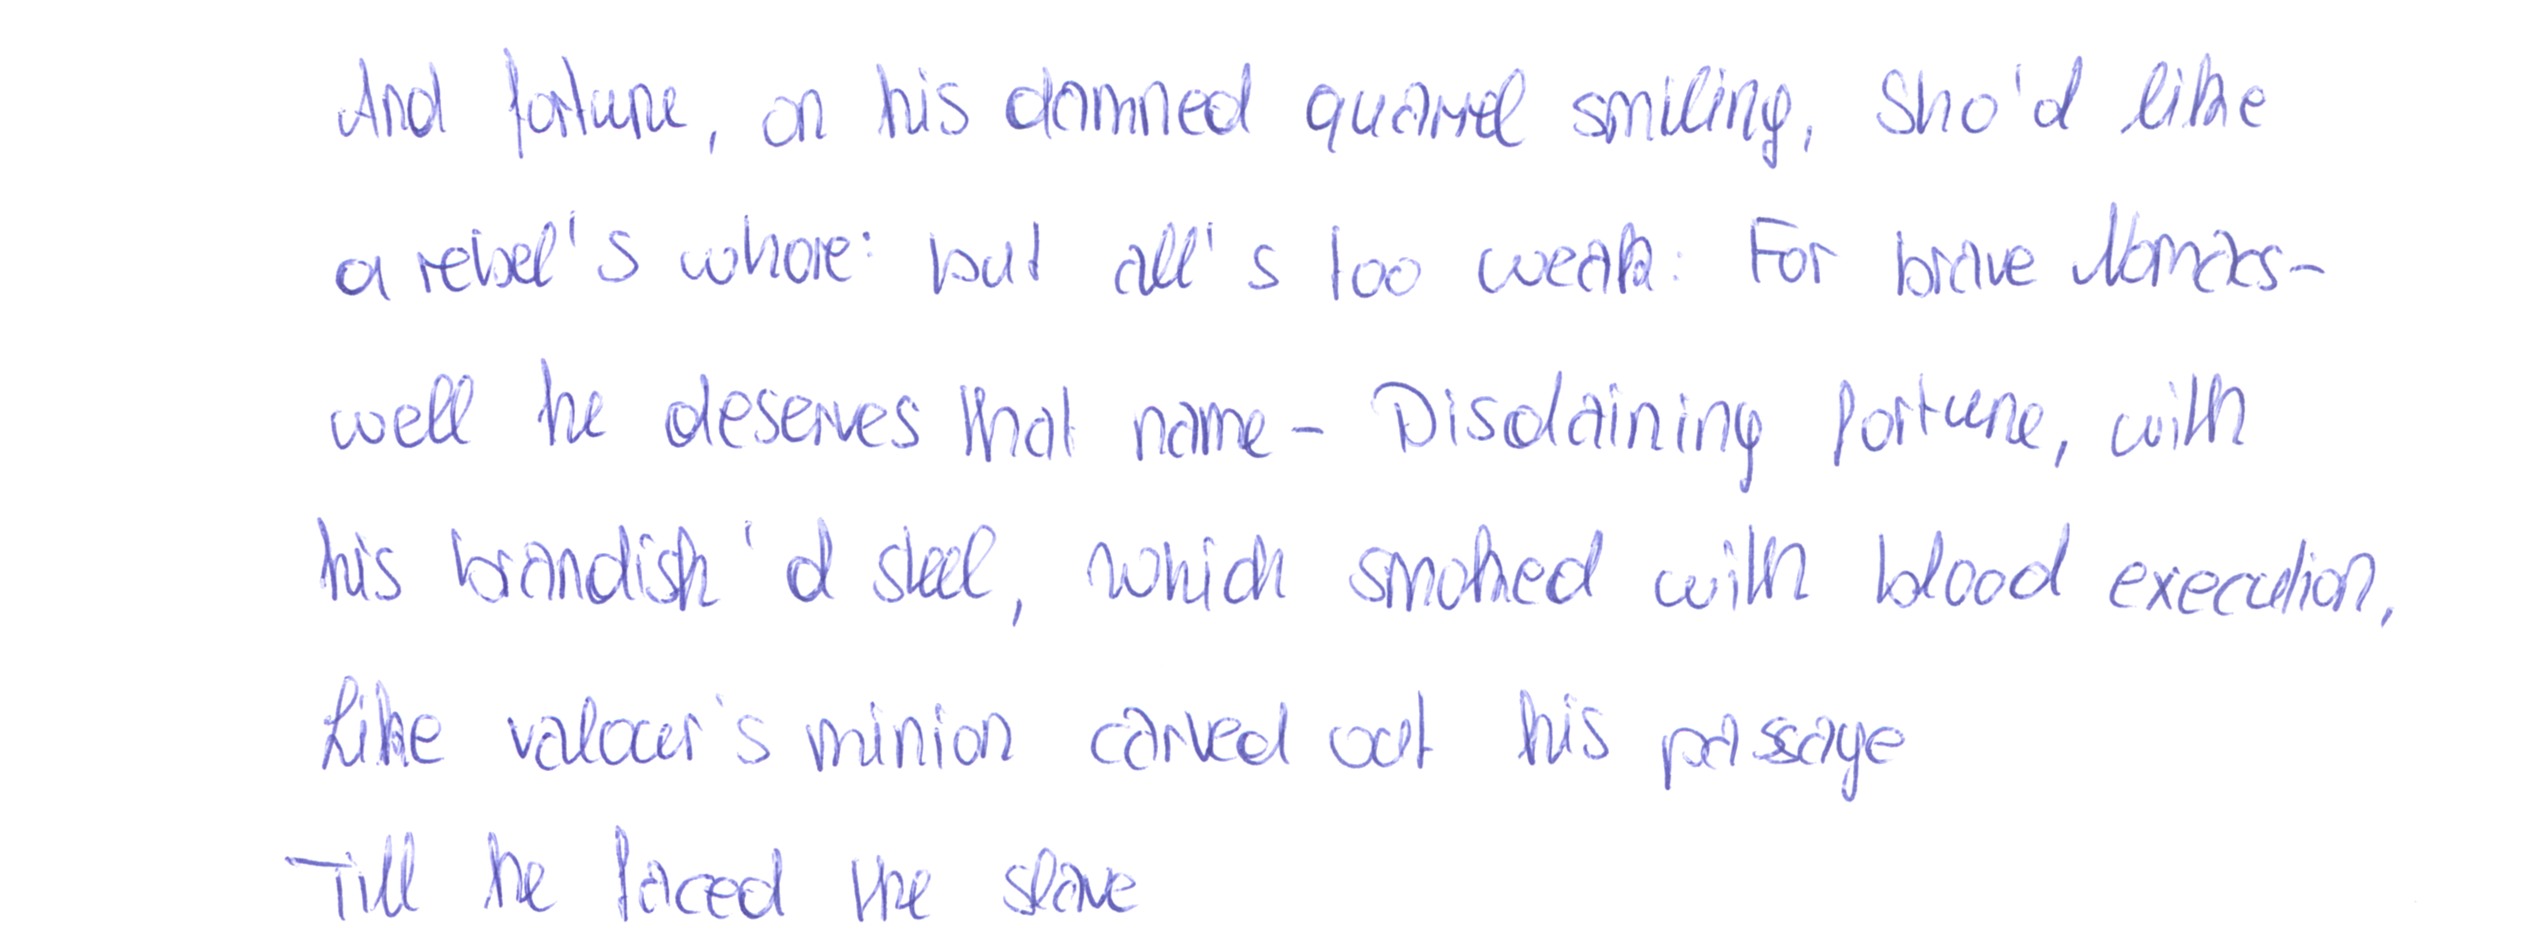 And fortune, on his damned quarrel smiling, Sho'd like
a rebel's whore: but all's too weak: For brave Nomaxs-
well he deserves that name- Disdaining fortune, with
his brandish'd steel, which smoked with blood execution,
Like valour's minion carved out his passage
Till he faced the slave